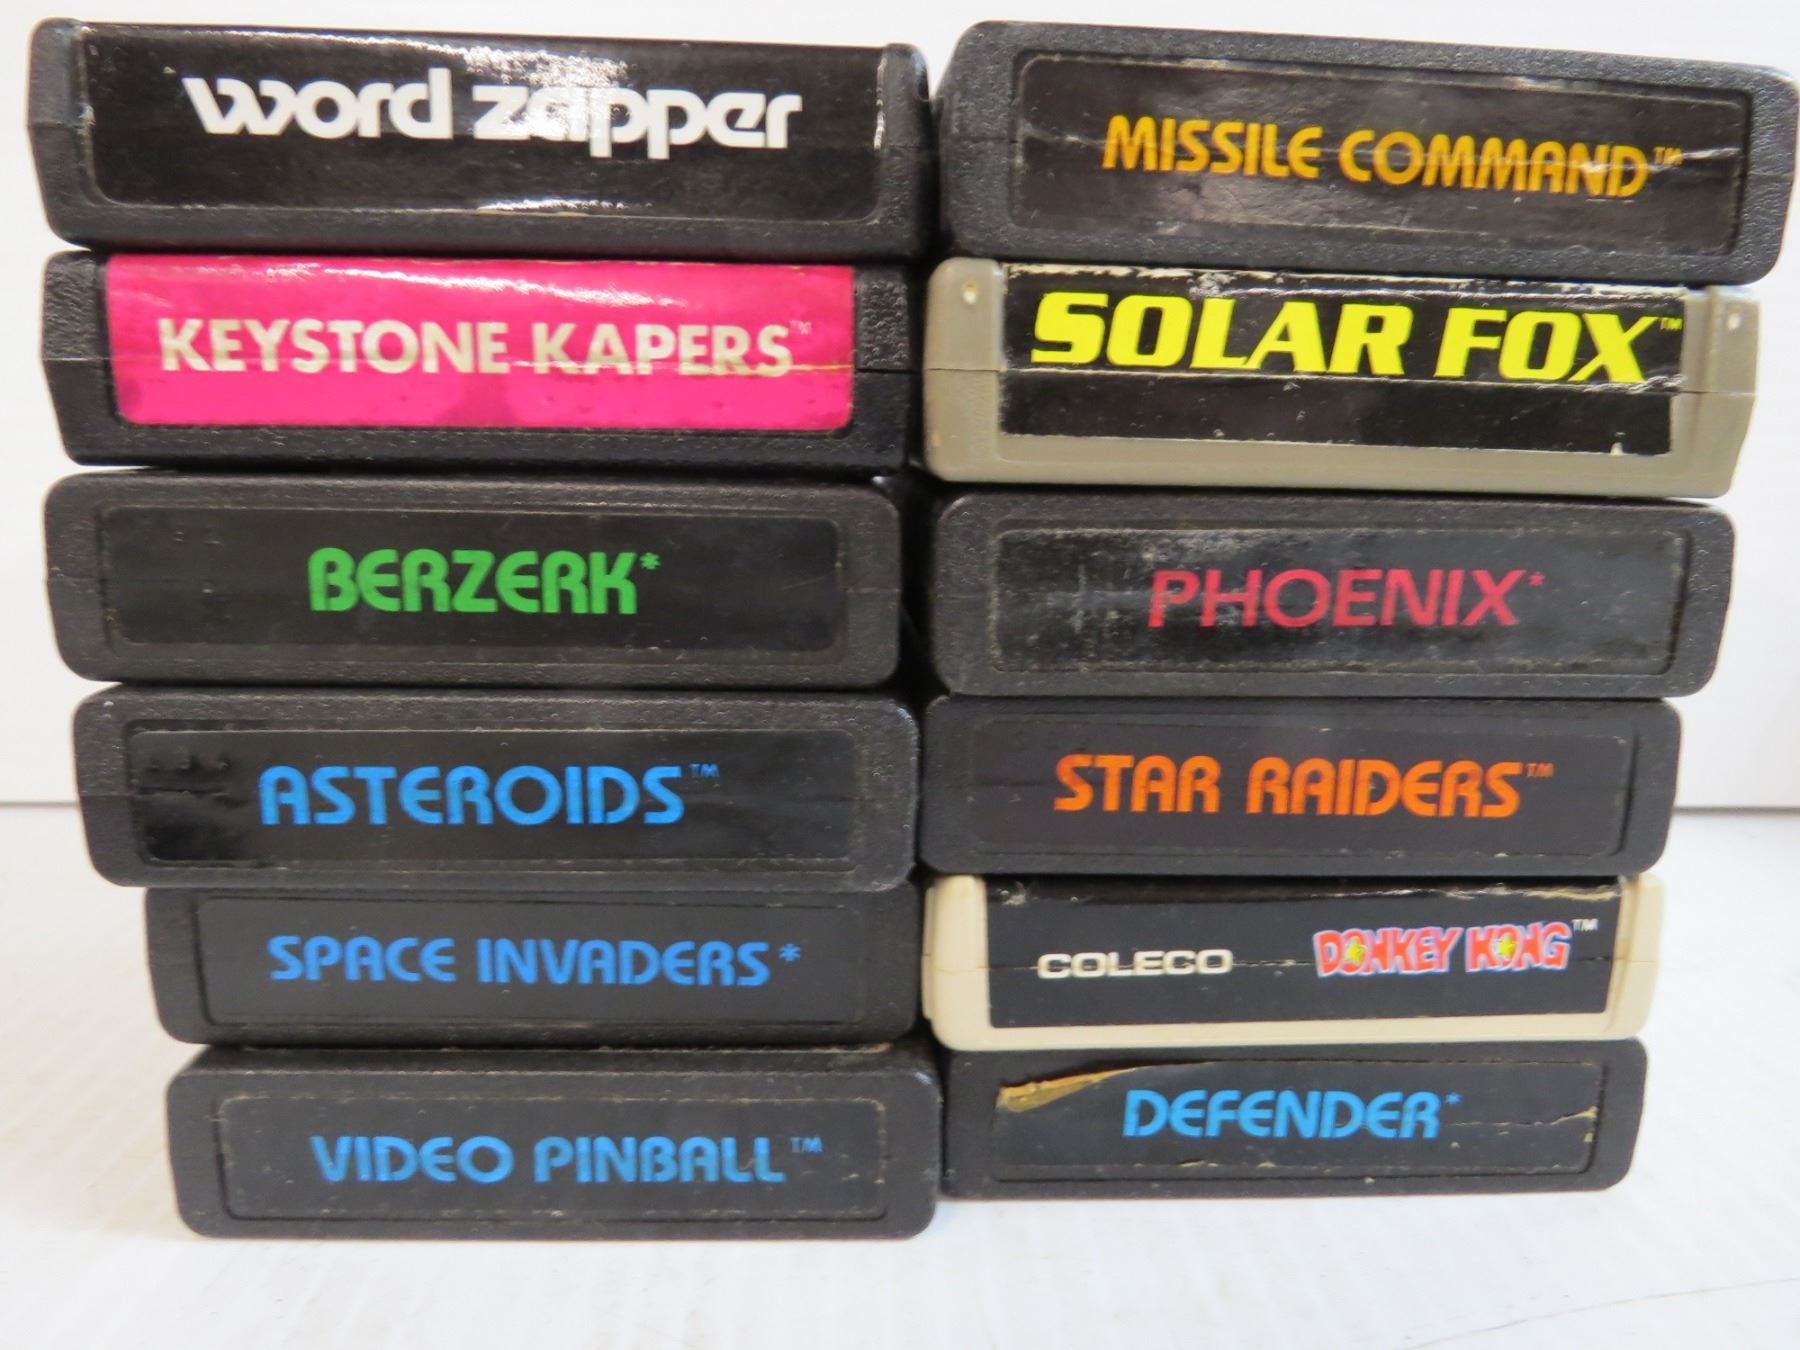 word zapper
KEYSTONE KAPERS™
BERZERK*
ASTEROIDS™
SPACE INVADERS*
VIDEO PINBALL™
MISSILE COMMAND™
SOLAR FOX™
PHOENIX*
STAR RAIDERS™
COLECO DONKEY KONG™
DEFENDER*